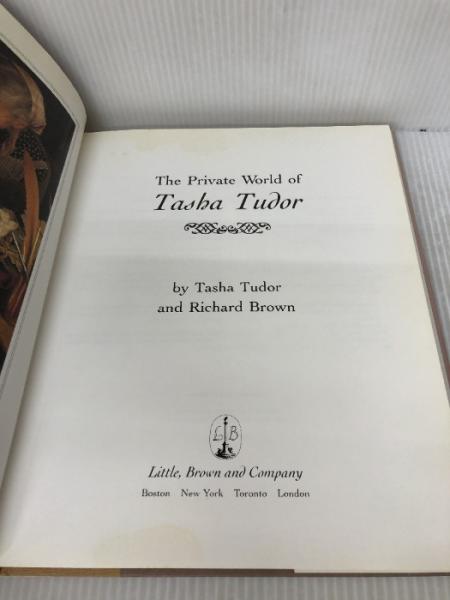 The Private World of
Tasha Tudor
by Tasha Tudor
and Richard Brown
L B
Little, Brown and Company
Boston New York Toronto London